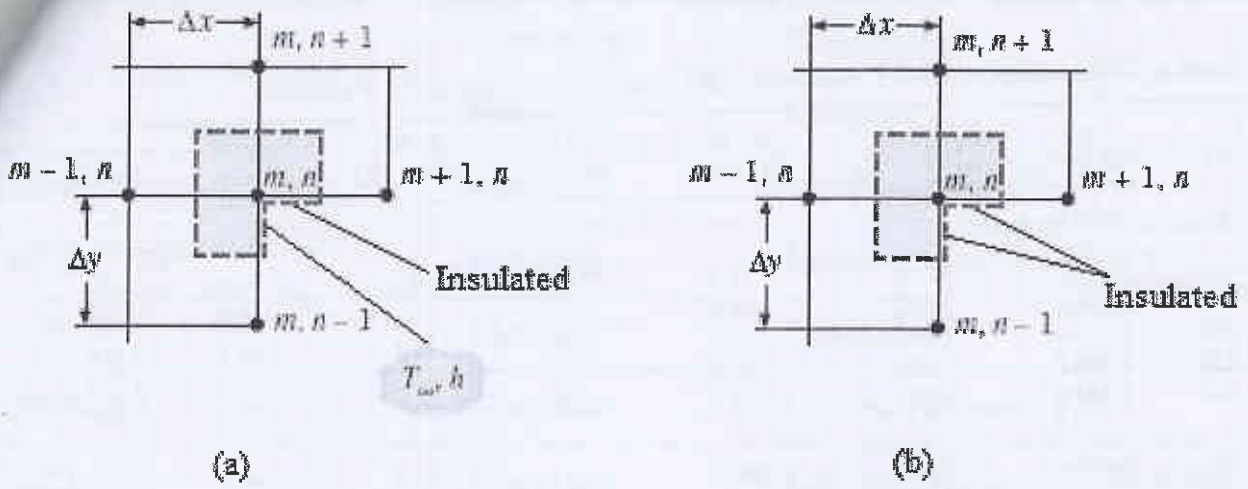 Δx
m, n + 1
m − 1, n
m, n
m + 1, n
Δy
Insulated
m, n − 1
T∞, h
(a)
Δx
m, n + 1
m − 1, n
m, n
m + 1, n
Δy
Insulated
m, n − 1
(b)